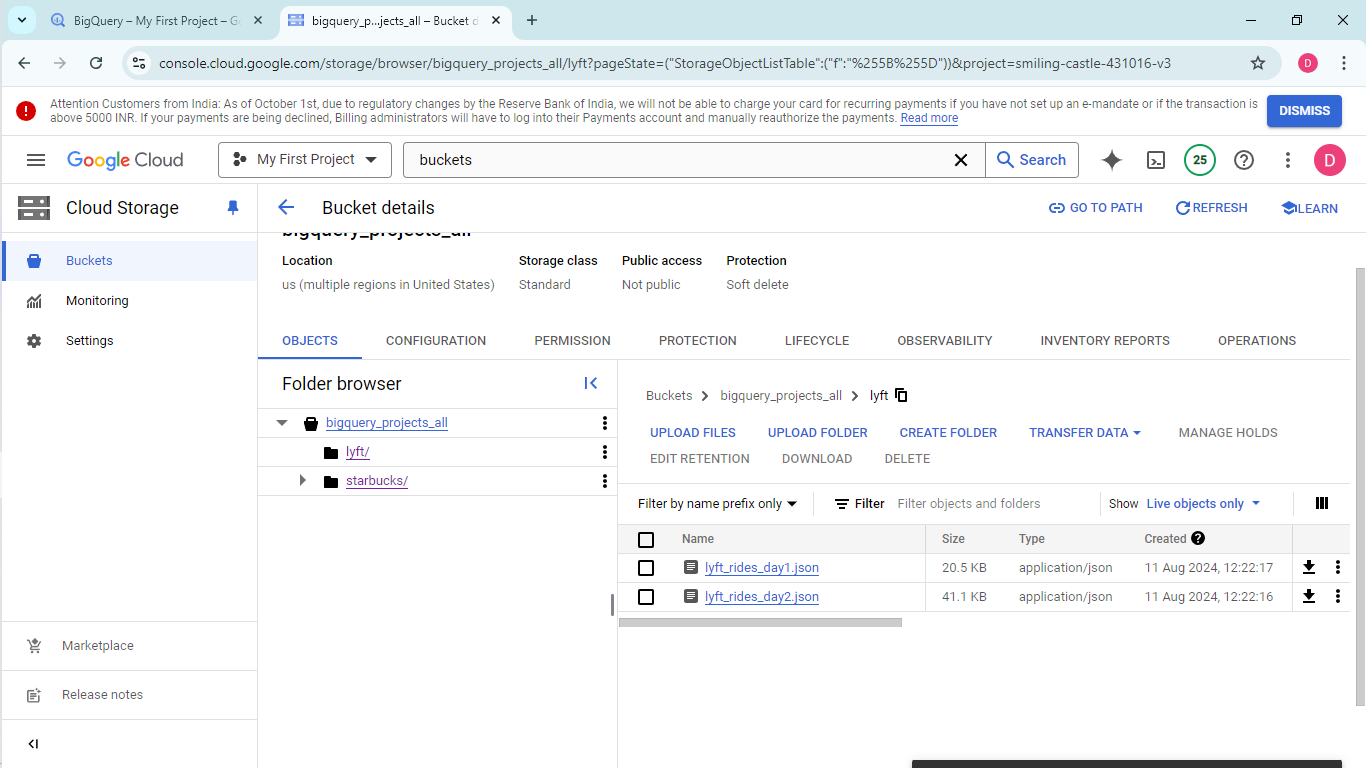 BigQuery – My First Project – Go
bigquery_p...jects_all – Bucket d
console.cloud.google.com/storage/browser/bigquery_projects_all/lyft?pageState=("StorageObjectListTable":("f":"%255B%255D"))&project=smiling-castle-431016-v3
D
Attention Customers from India: As of October 1st, due to regulatory changes by the Reserve Bank of India, we will not be able to charge your card for recurring payments if you have not set up an e-mandate or if the transaction is
above 5000 INR. If your payments are being declined, Billing administrators will have to log into their Payments account and manually reauthorize the payments. Read more
DISMISS
Google Cloud
My First Project
buckets
Search
25
D
Cloud Storage
Bucket details
GO TO PATH
REFRESH
LEARN
Buckets
Monitoring
Settings
Marketplace
Release notes
bigquery_projects_all
Location Storage class Public access Protection
us (multiple regions in United States) Standard Not public Soft delete
OBJECTS CONFIGURATION PERMISSION PROTECTION LIFECYCLE OBSERVABILITY INVENTORY REPORTS OPERATIONS
Folder browser
bigquery_projects_all
lyft/
starbucks/
Buckets > bigquery_projects_all > lyft
UPLOAD FILES UPLOAD FOLDER CREATE FOLDER TRANSFER DATA MANAGE HOLDS
EDIT RETENTION DOWNLOAD DELETE
Filter by name prefix only Filter Filter objects and folders Show Live objects only
Name Size Type Created
lyft_rides_day1.json 20.5 KB application/json 11 Aug 2024, 12:22:17
lyft_rides_day2.json 41.1 KB application/json 11 Aug 2024, 12:22:16